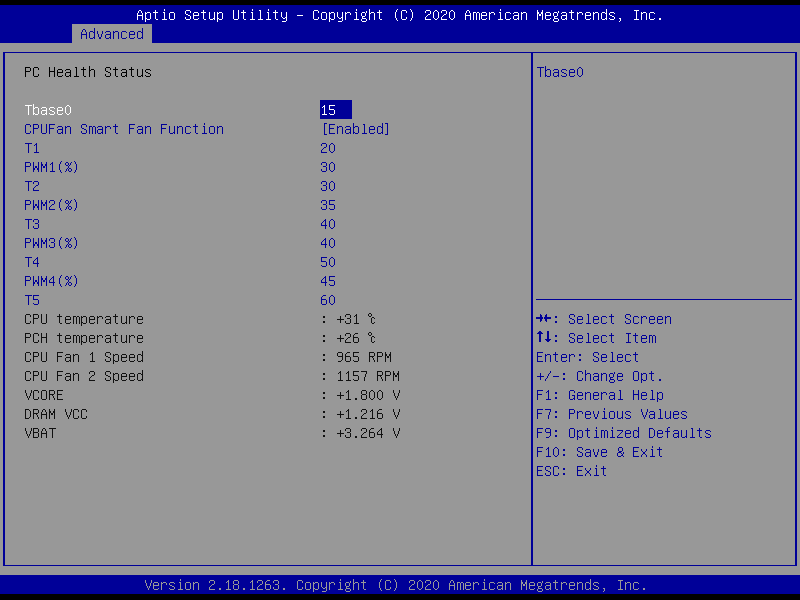 Aptio Setup Utility – Copyright (C) 2020 American Megatrends, Inc.
Advanced
PC Health Status
Tbase0
Tbase0 15
CPUFan Smart Fan Function [Enabled]
T1 20
PWM1(%) 30
T2 30
PWM2(%) 35
T3 40
PWM3(%) 40
T4 50
PWM4(%) 45
T5 60
CPU temperature : +31 ℃
PCH temperature : +26 ℃
CPU Fan 1 Speed : 965 RPM
CPU Fan 2 Speed : 1157 RPM
VCORE : +1.800 V
DRAM VCC : +1.216 V
VBAT : +3.264 V
→←: Select Screen
↑↓: Select Item
Enter: Select
+/-: Change Opt.
F1: General Help
F7: Previous Values
F9: Optimized Defaults
F10: Save & Exit
ESC: Exit
Version 2.18.1263. Copyright (C) 2020 American Megatrends, Inc.